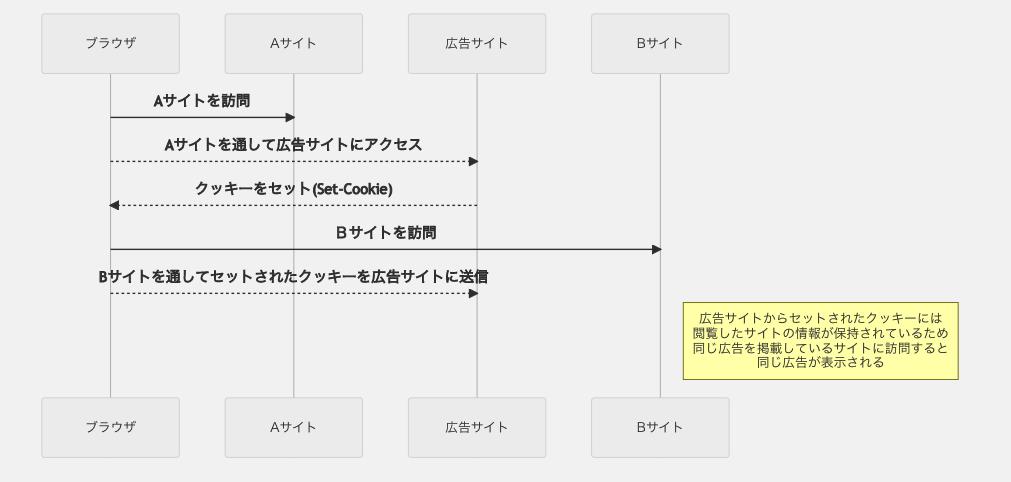 ブラウザ
Aサイト
広告サイト
Bサイト
Aサイトを訪問
Aサイトを通して広告サイトにアクセス
クッキーをセット(Set-Cookie)
Ｂサイトを訪問
Bサイトを通してセットされたクッキーを広告サイトに送信
広告サイトからセットされたクッキーには
閲覧したサイトの情報が保持されているため
同じ広告を掲載しているサイトに訪問すると
同じ広告が表示される
ブラウザ
Aサイト
広告サイト
Bサイト